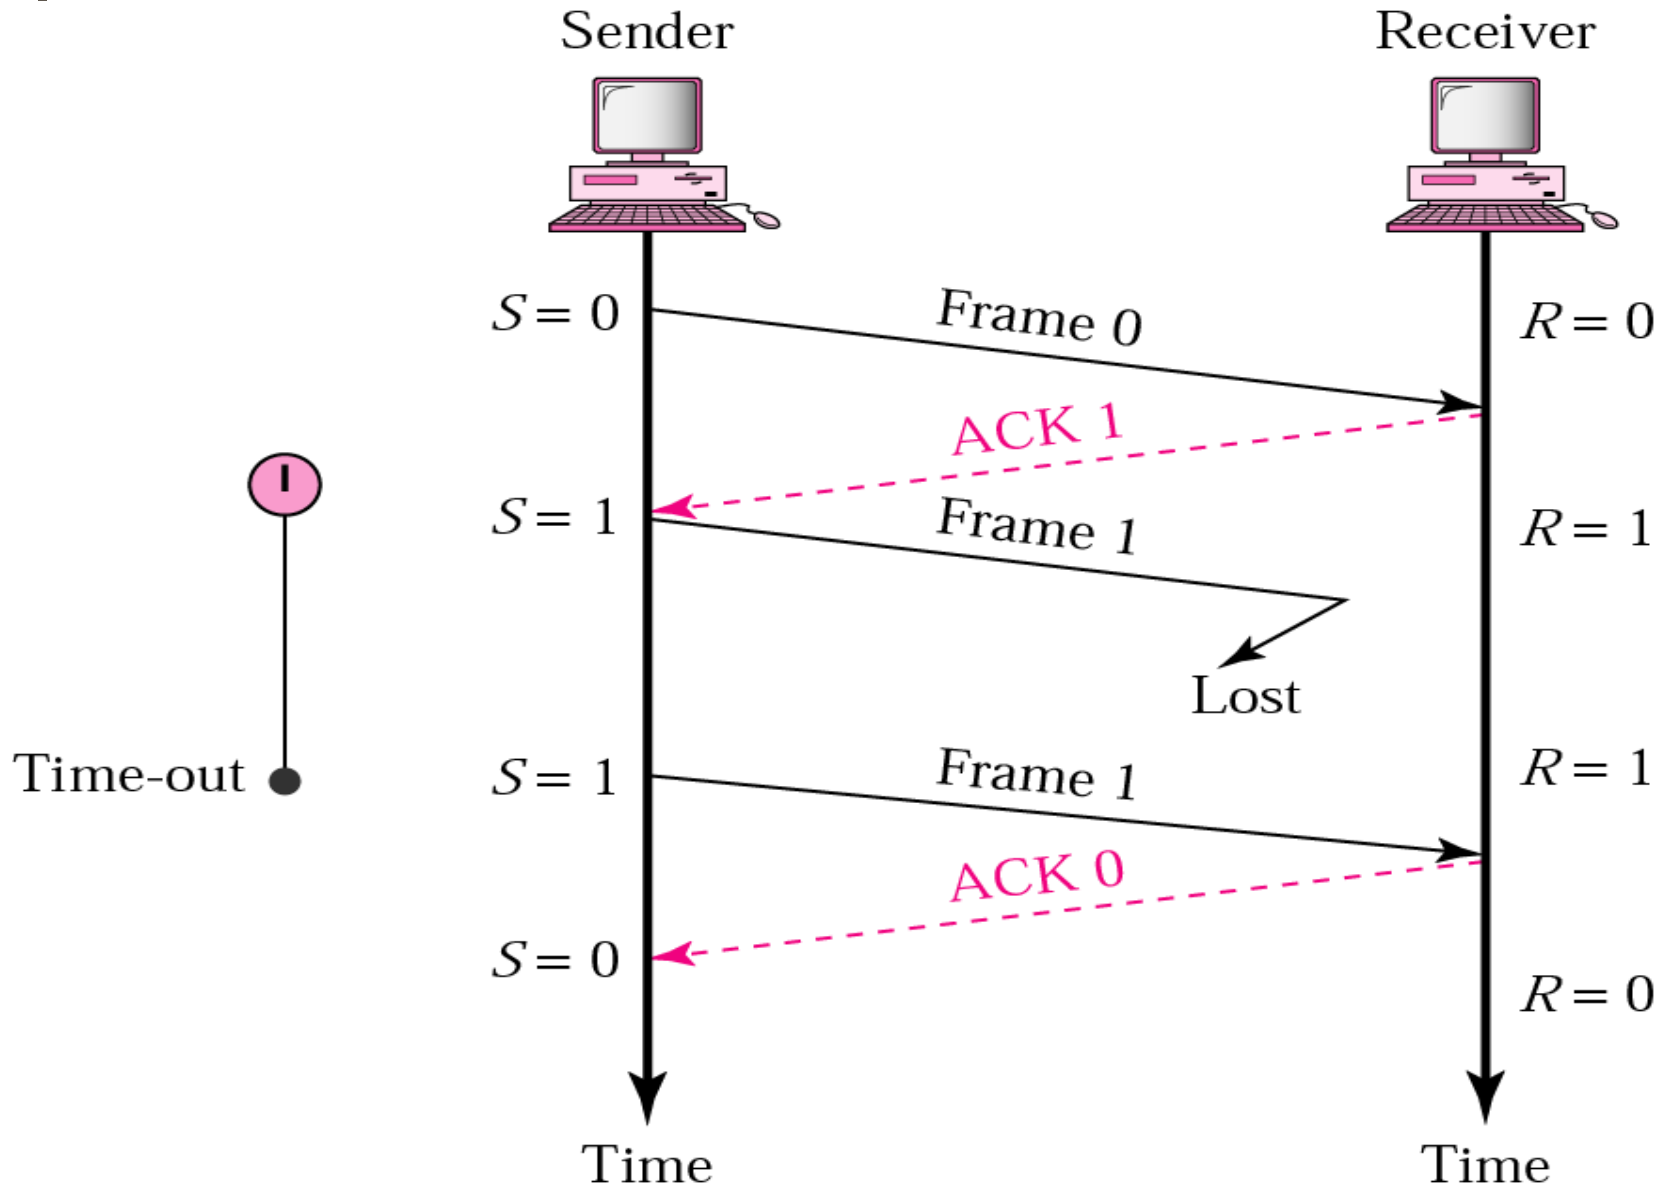 Sender
Receiver
S = 0
Frame 0
R = 0
ACK 1
S = 1
Frame 1
R = 1
Lost
Time-out
S = 1
Frame 1
R = 1
ACK 0
S = 0
R = 0
Time
Time